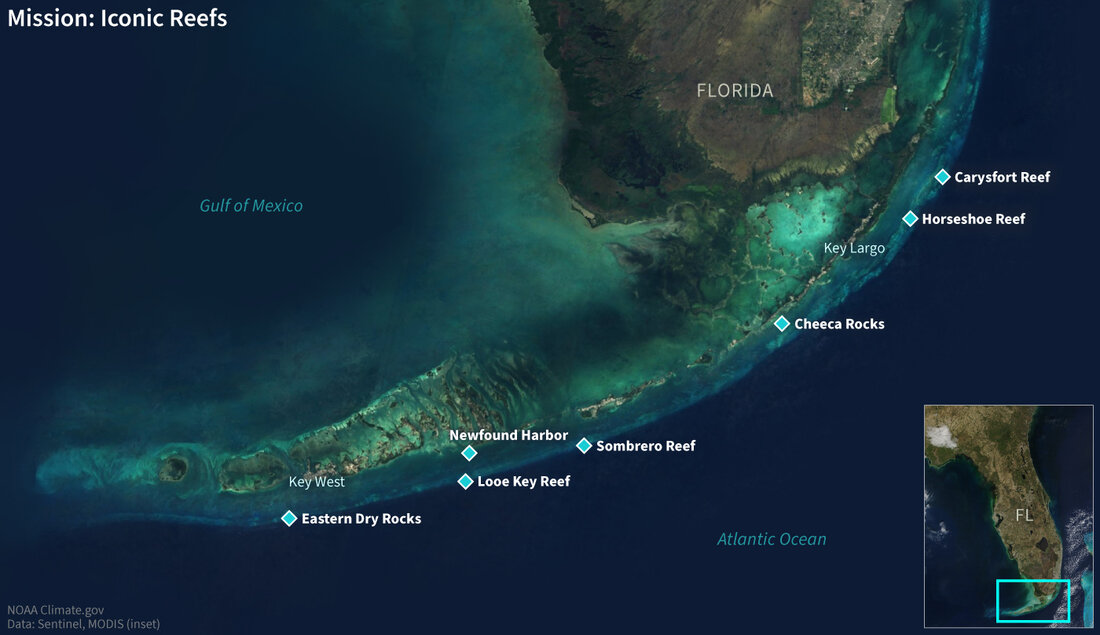 Mission: Iconic Reefs
FLORIDA
Carysfort Reef
Gulf of Mexico
Horseshoe Reef
Key Largo
Cheeca Rocks
Newfound Harbor
Sombrero Reef
Key West
Looe Key Reef
Eastern Dry Rocks
FL
Atlantic Ocean
NOAA Climate.gov
Data: Sentinel, MODIS (inset)